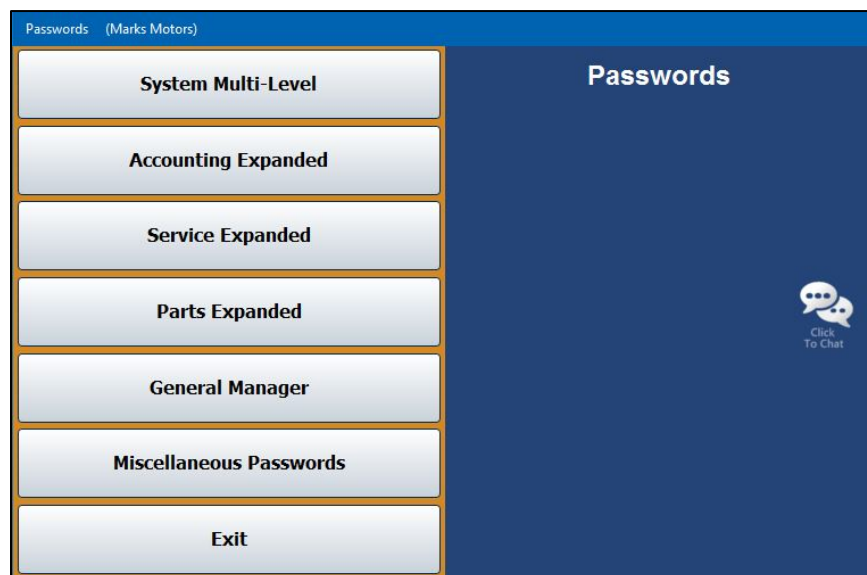 Passwords (Marks Motors)
System Multi-Level
Accounting Expanded
Service Expanded
Parts Expanded
General Manager
Miscellaneous Passwords
Exit
Passwords
Click
To Chat